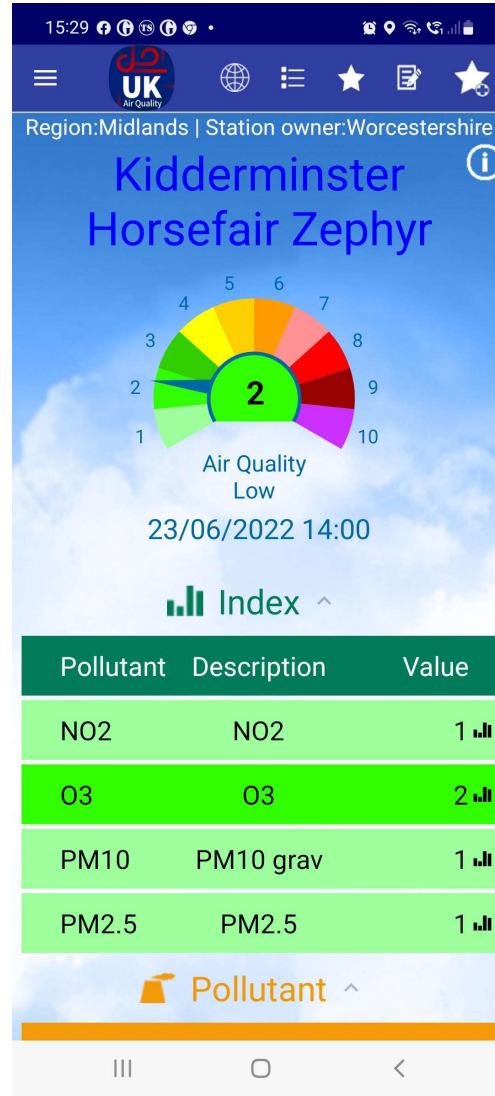 15:29
احل
UK
Air Quality
Region:Midlands | Station owner:Worcestershire
Kidderminster
Horsefair Zephyr
5 6
4 7
3 8
2 2 9
1 10
Air Quality
Low
23/06/2022 14:00
Index
Pollutant Description Value
NO2 NO2 1
O3 O3 2
PM10 PM10 grav 1
PM2.5 PM2.5 1
Pollutant